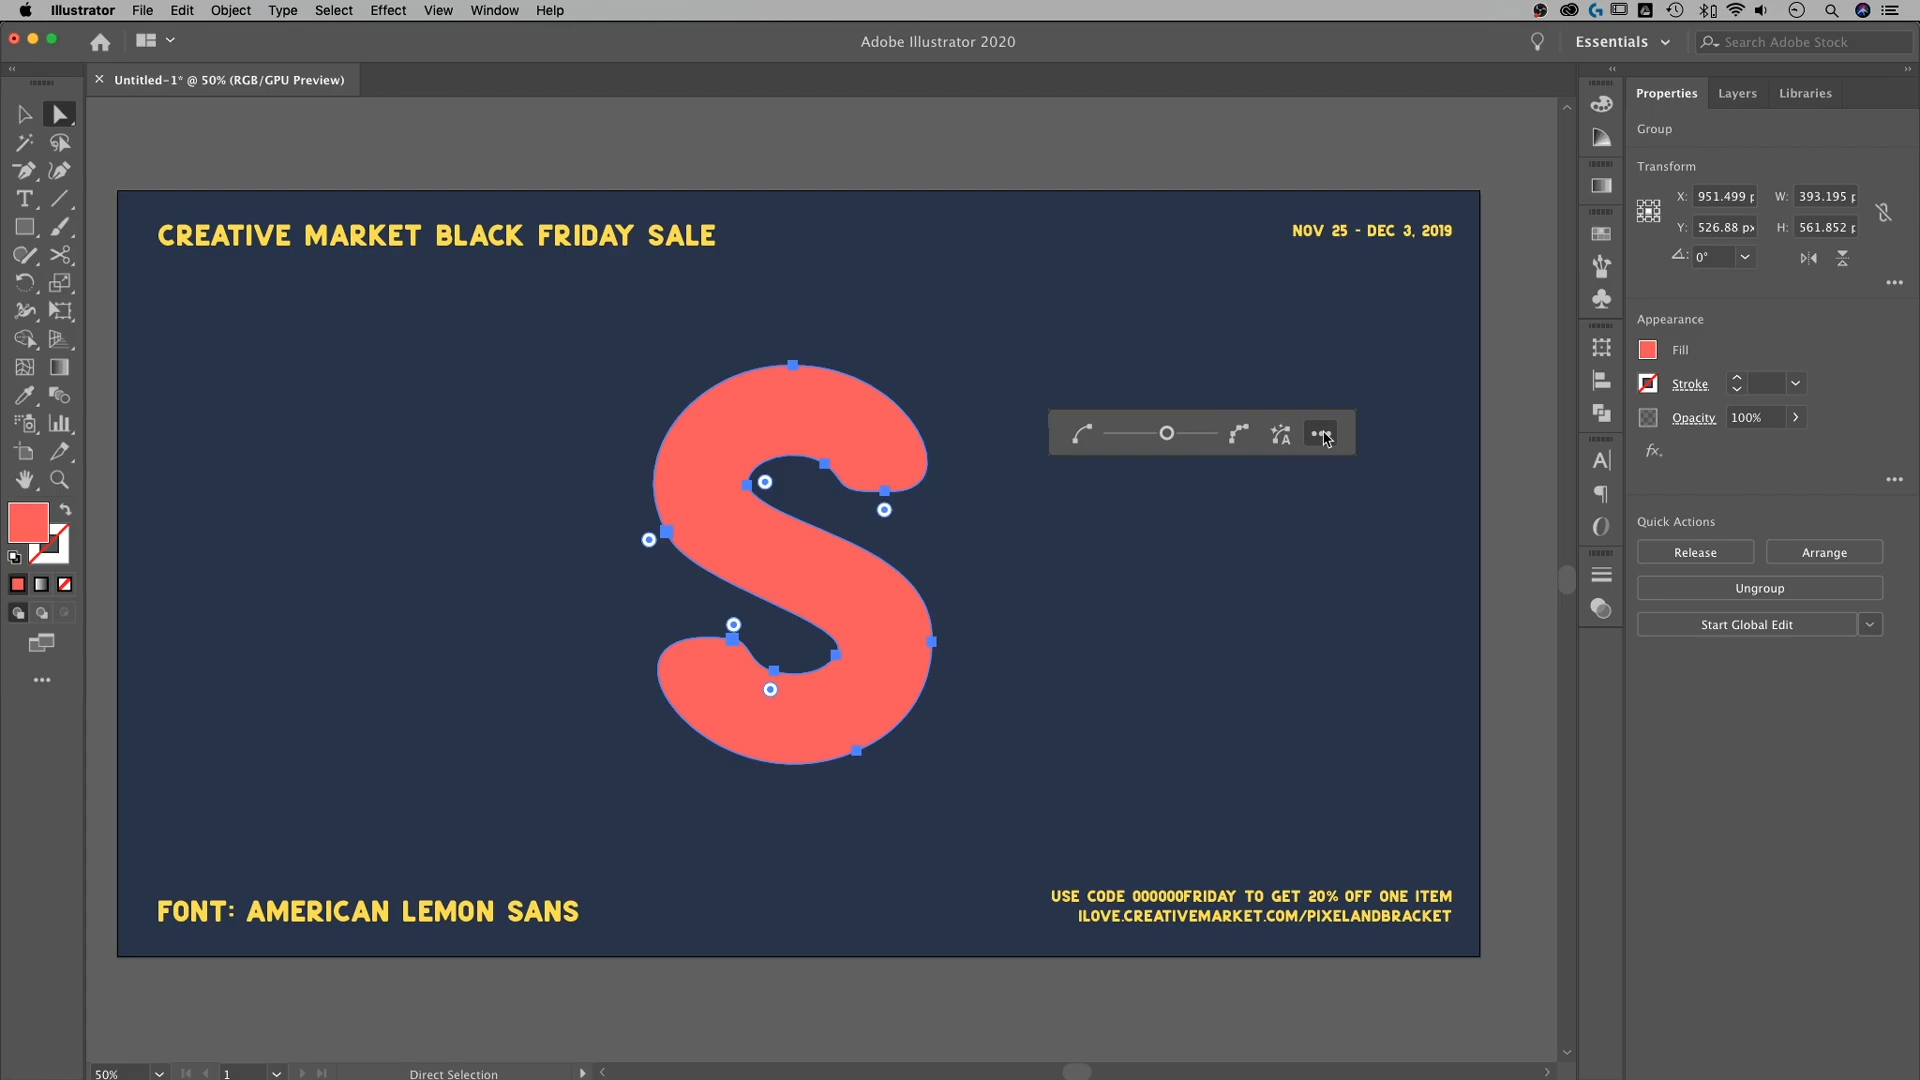 Illustrator File Edit Object Type Select Effect View Window Help
Adobe Illustrator 2020
Essentials
Search Adobe Stock
× Untitled-1* @ 50% (RGB/GPU Preview)
Properties Layers Libraries
Group
Transform
X: 951.499 p W: 393.195 p
Y: 526.88 px H: 561.852 p
0°
Appearance
Fill
Stroke
Opacity 100%
fx.
Quick Actions
Release Arrange
Ungroup
Start Global Edit
CREATIVE MARKET BLACK FRIDAY SALE
NOV 25 - DEC 3, 2019
S
FONT: AMERICAN LEMON SANS
USE CODE 000000FRIDAY TO GET 20% OFF ONE ITEM
ILOVE.CREATIVEMARKET.COM/PIXELANDBRACKET
50% 1 Direct Selection